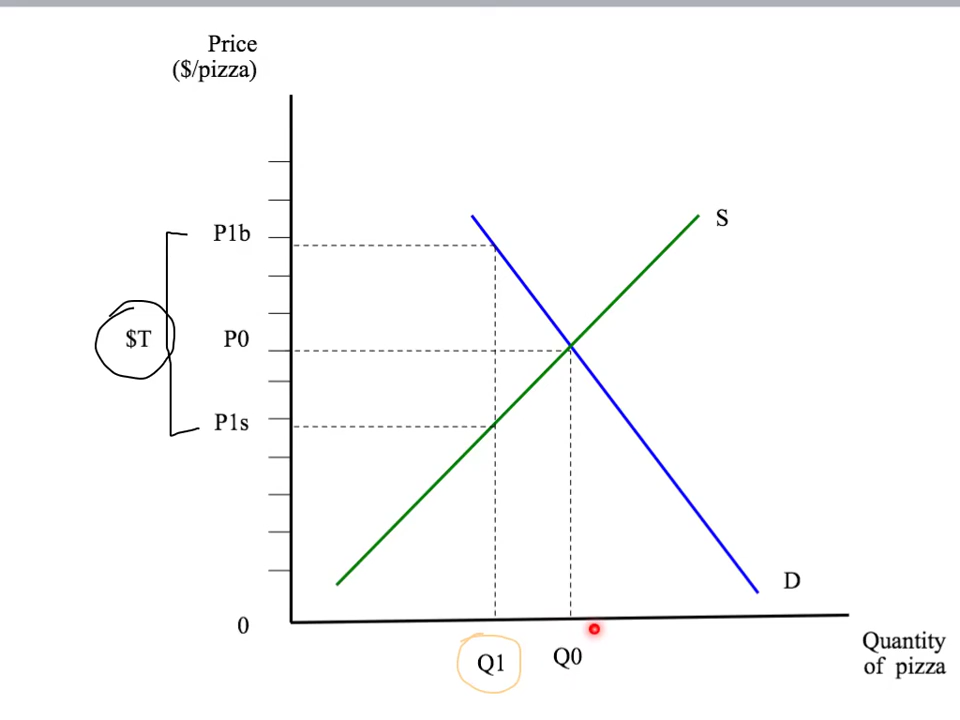 Price
($/pizza)
P1b
S
$T
P0
P1s
D
0
Q1
Q0
Quantity
of pizza